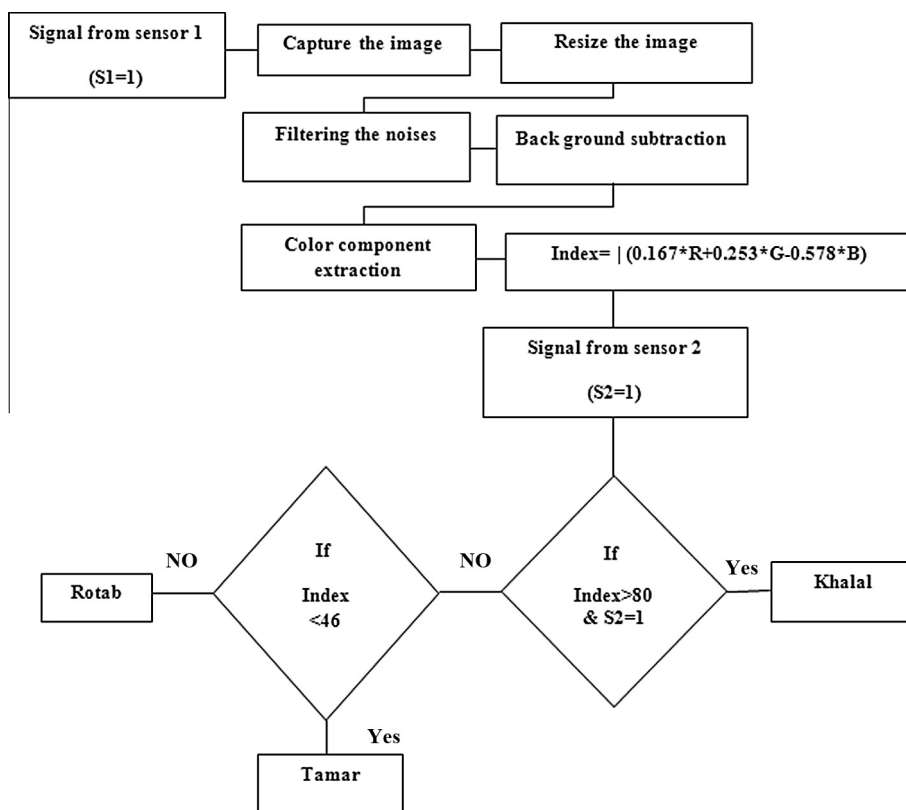 Signal from sensor 1
(S1=1)
Capture the image
Resize the image
Filtering the noises
Back ground subtraction
Color component
extraction
Index= | (0.167*R+0.253*G-0.578*B)
Signal from sensor 2
(S2=1)
If
Index>80
& S2=1
Yes
Khalal
NO
If
Index
<46
NO
Rotab
Yes
Tamar